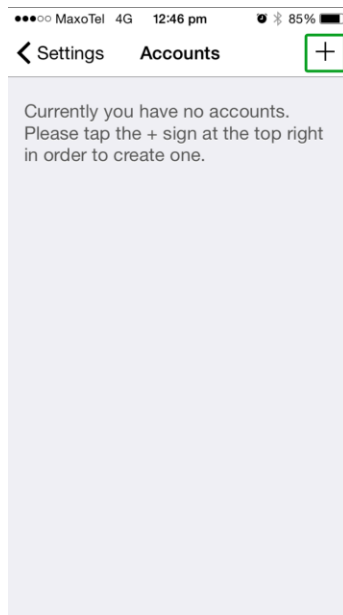 MaxoTel 4G 12:46 pm 85%
Settings Accounts +
Currently you have no accounts.
Please tap the + sign at the top right
in order to create one.